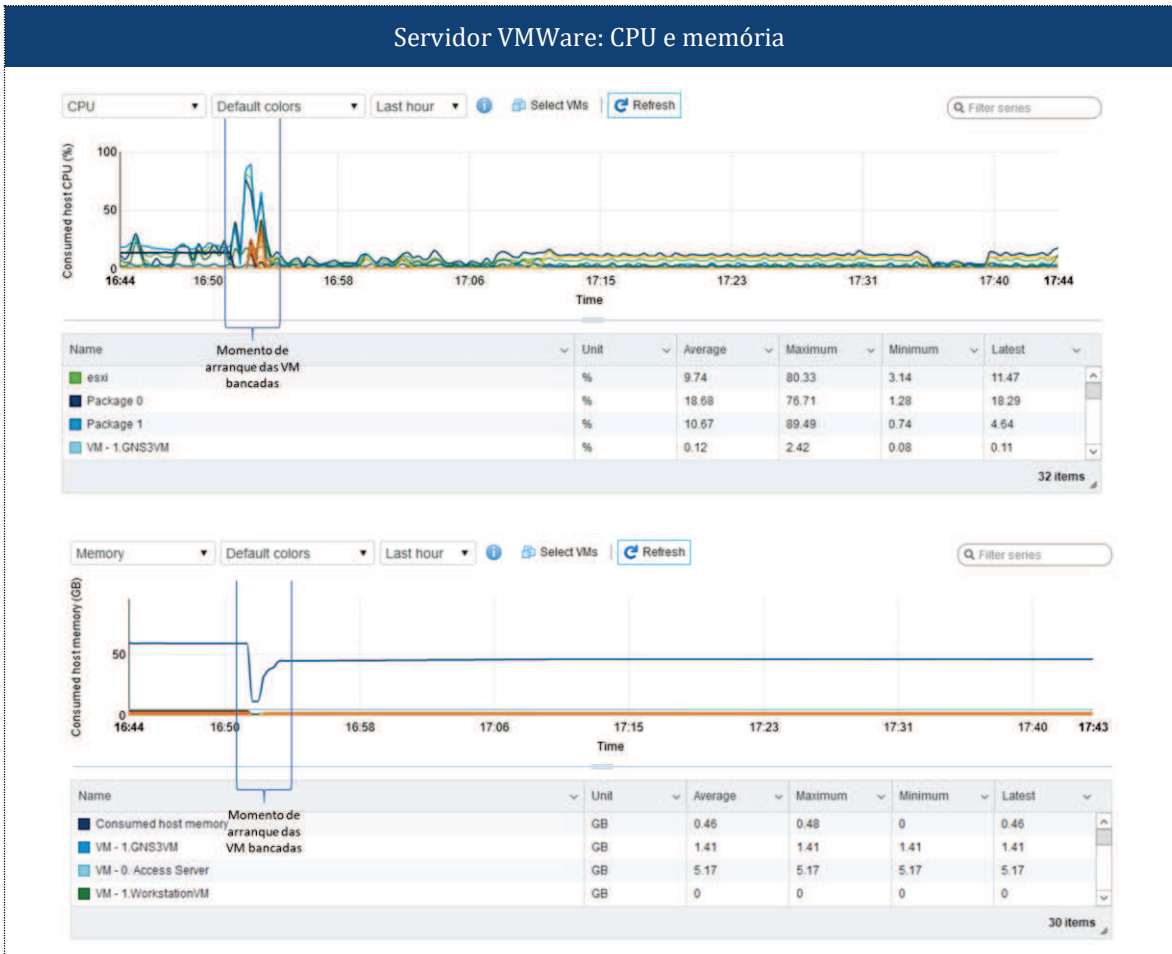 Servidor VMWare: CPU e memória
CPU Default colors Last hour Select VMs Refresh Filter series
Consumed host CPU (%)
100
50
0
16:44 16:50 16:58 17:06 17:15 17:23 17:31 17:40 17:44
Time
Momento de
arranque das VM
bancadas
Name Unit Average Maximum Minimum Latest
esxi % 9.74 80.33 3.14 11.47
Package 0 % 18.68 76.71 1.28 18.29
Package 1 % 10.67 89.49 0.74 4.64
VM - 1.GNS3VM % 0.12 2.42 0.08 0.11
32 items
Memory Default colors Last hour Select VMs Refresh Filter series
Consumed host memory (GB)
50
0
16:44 16:50 16:58 17:06 17:15 17:23 17:31 17:40 17:43
Time
Momento de
arranque das
VM bancadas
Name Unit Average Maximum Minimum Latest
Consumed host memory GB 0.46 0.48 0 0.46
VM - 1.GNS3VM GB 1.41 1.41 1.41 1.41
VM - 0. Access Server GB 5.17 5.17 5.17 5.17
VM - 1.WorkstationVM GB 0 0 0 0
30 items